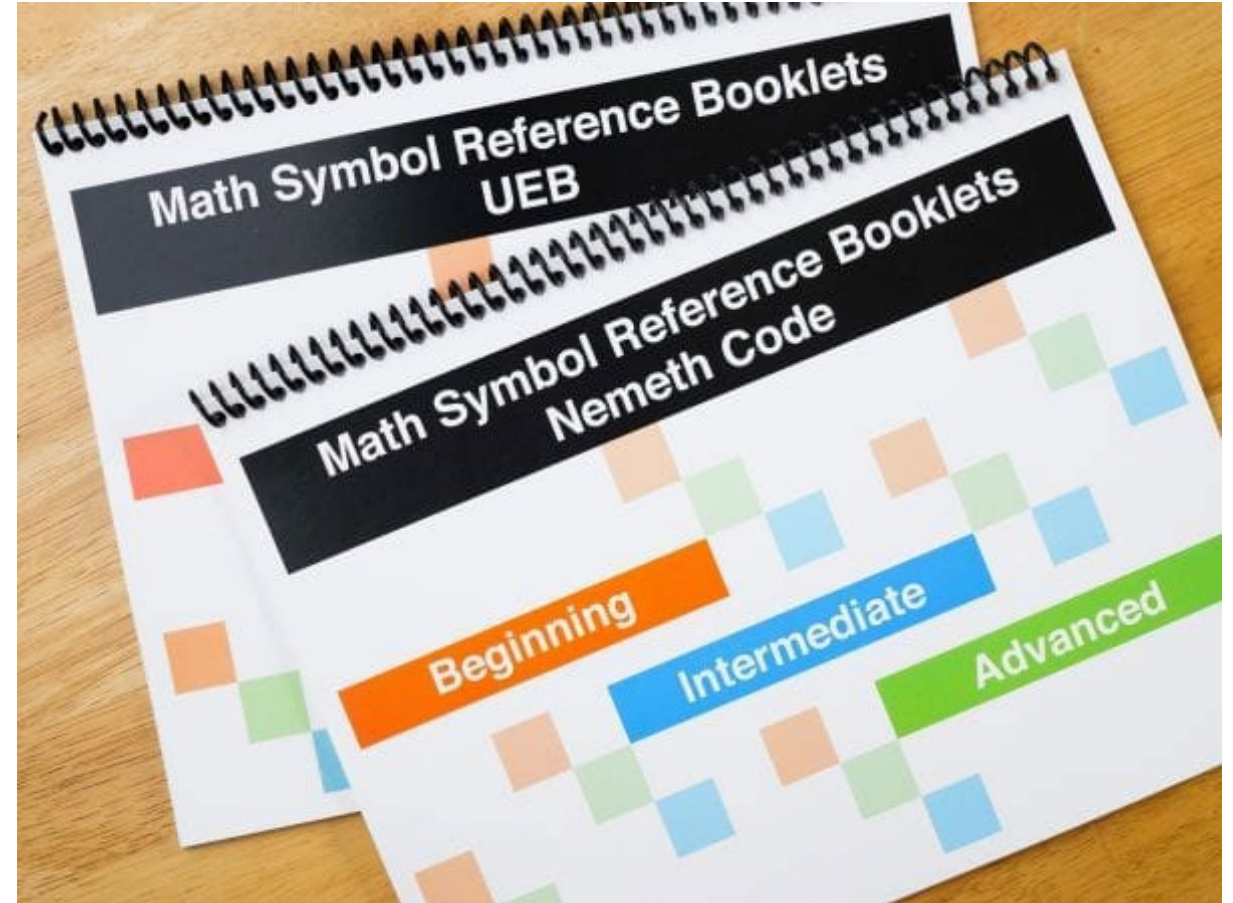 Math Symbol Reference Booklets
UEB
Math Symbol Reference Booklets
Nemeth Code
Beginning
Intermediate
Advanced